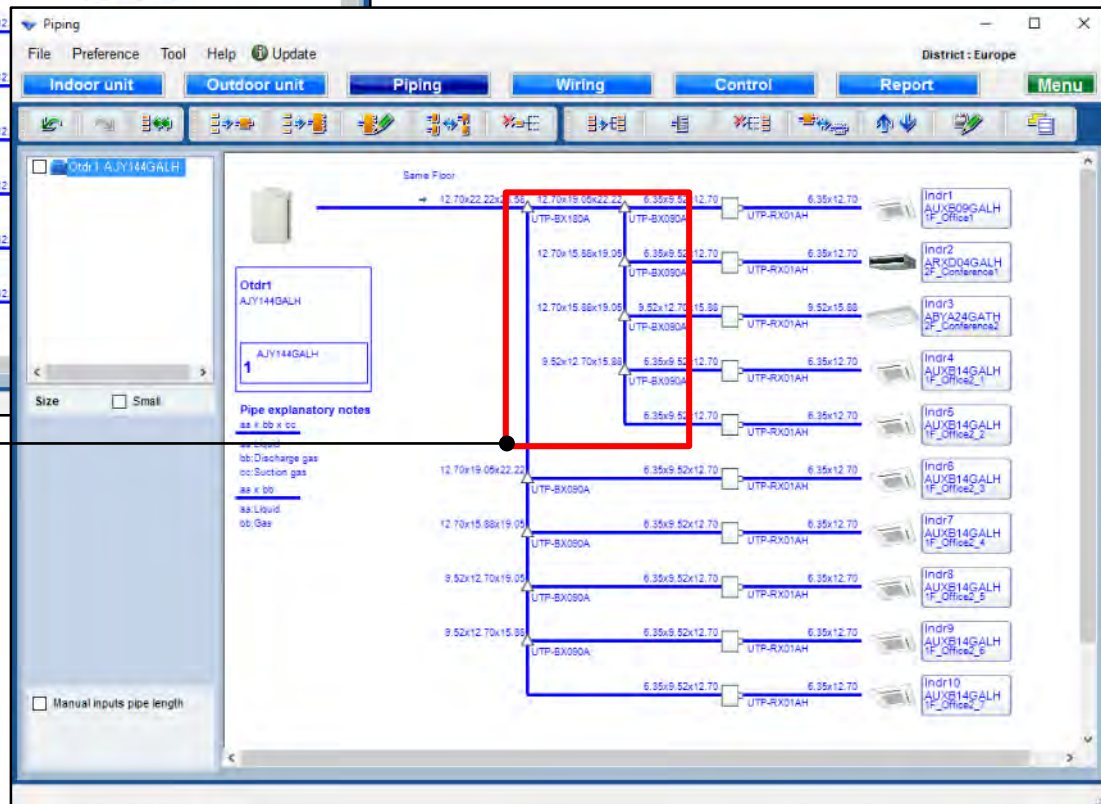 Piping
File Preference Tool Help Update District : Europe
Indoor unit Outdoor unit Piping Wiring Control Report Menu
Otdr1 AJY144GALH
Size Small
Manual inputs pipe length
Same Floor
12.70x22.22x28.58 12.70x19.05x22.22 6.35x9.52x12.70 6.35x12.70
UTP-BX180A UTP-BX090A UTP-RX01AH
Indr1
AUXB09GALH
1F_Office1
12.70x15.88x19.05 6.35x9.52x12.70 6.35x12.70
UTP-BX090A UTP-RX01AH
Indr2
ARXD04GALH
2F_Conference1
Otdr1
AJY144GALH
1 AJY144GALH
12.70x15.88x19.05 9.52x12.70x15.88 9.52x15.88
UTP-BX090A UTP-RX01AH
Indr3
ABYA24GATH
2F_Conference2
9.52x12.70x15.88 6.35x9.52x12.70 6.35x12.70
UTP-BX090A UTP-RX01AH
Indr4
AUXB14GALH
1F_Office2_1
Pipe explanatory notes
aa x bb x cc
aa:Liquid
bb:Discharge gas
cc:Suction gas
aa x bb
aa:Liquid
bb:Gas
6.35x9.52x12.70 6.35x12.70
UTP-RX01AH
Indr5
AUXB14GALH
1F_Office2_2
12.70x19.05x22.22 6.35x9.52x12.70 6.35x12.70
UTP-BX090A UTP-RX01AH
Indr6
AUXB14GALH
1F_Office2_3
12.70x15.88x19.05 6.35x9.52x12.70 6.35x12.70
UTP-BX090A UTP-RX01AH
Indr7
AUXB14GALH
1F_Office2_4
9.52x12.70x19.05 6.35x9.52x12.70 6.35x12.70
UTP-BX090A UTP-RX01AH
Indr8
AUXB14GALH
1F_Office2_5
9.52x12.70x15.88 6.35x9.52x12.70 6.35x12.70
UTP-BX090A UTP-RX01AH
Indr9
AUXB14GALH
1F_Office2_6
6.35x9.52x12.70 6.35x12.70
UTP-RX01AH
Indr10
AUXB14GALH
1F_Office2_7